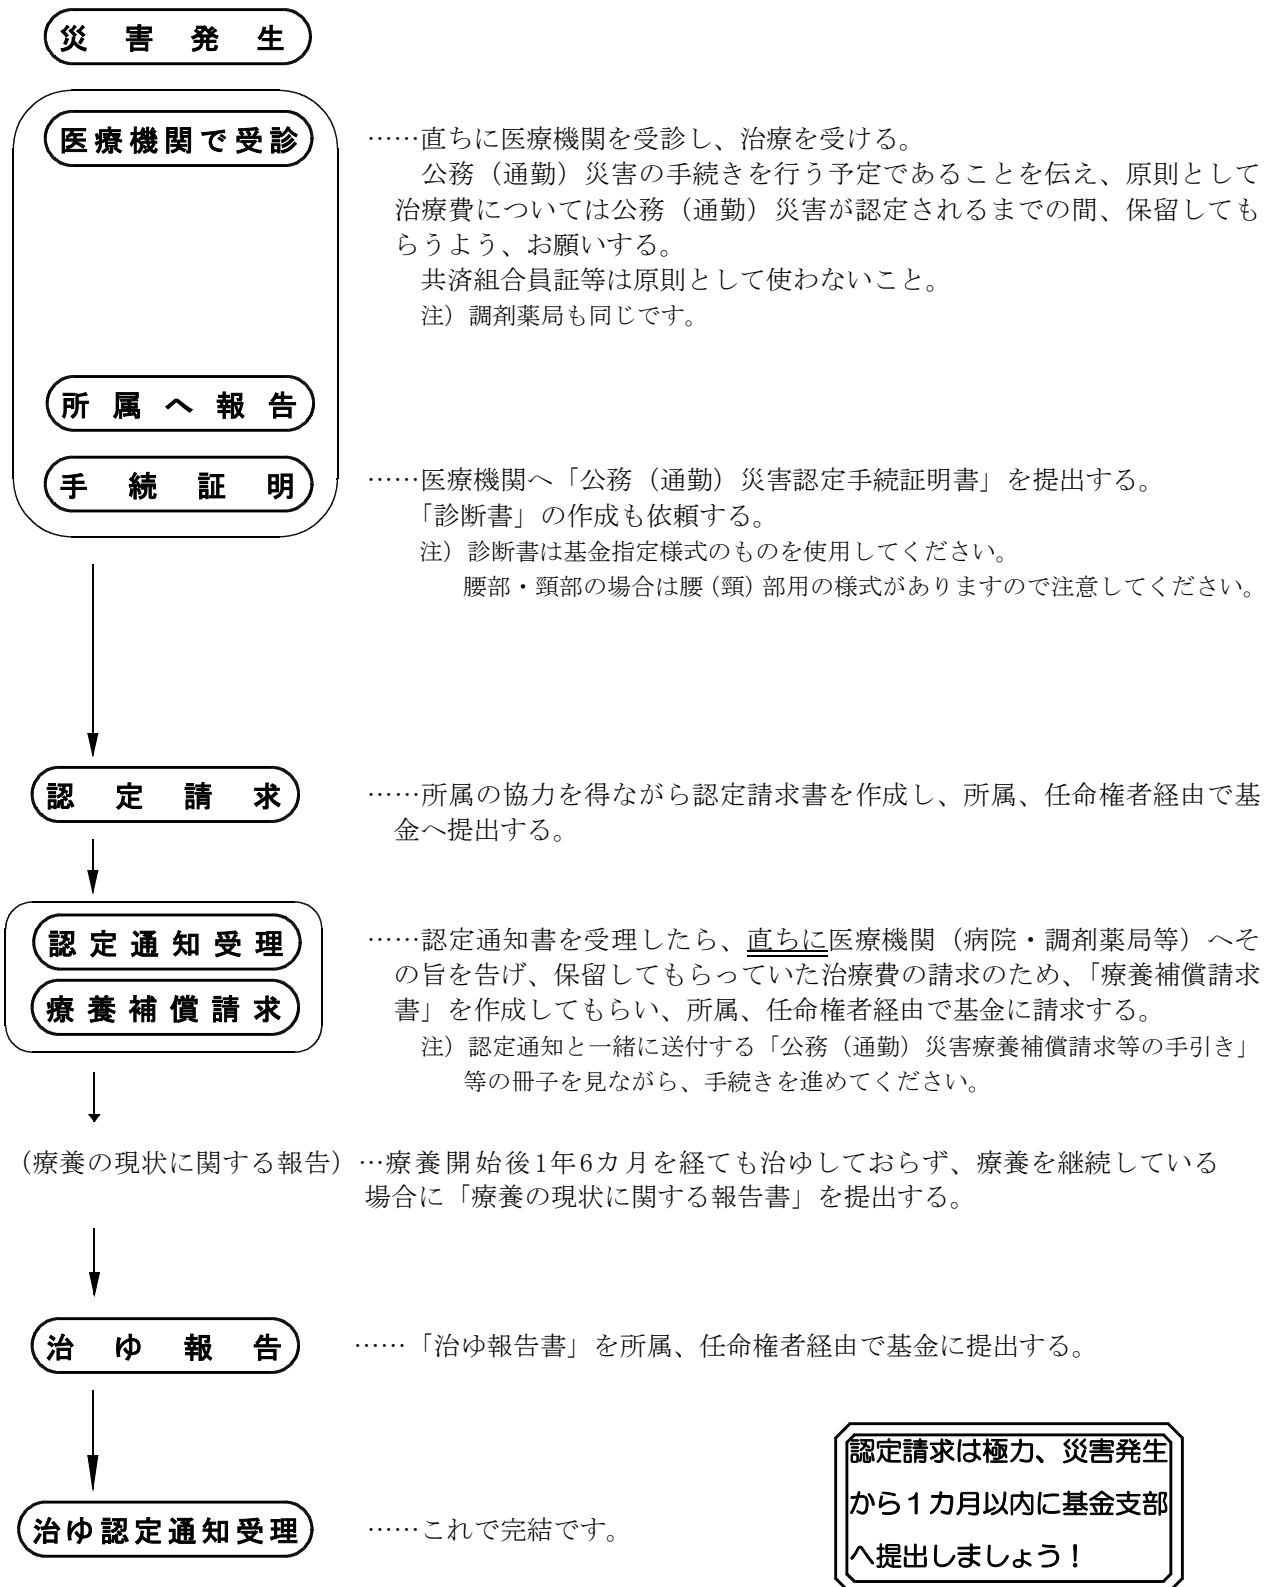 災害発生
医療機関で受診
……直ちに医療機関を受診し、治療を受ける。
公務（通勤）災害の手続きを行う予定であることを伝え、原則として
治療費については公務（通勤）災害が認定されるまでの間、保留しても
らうよう、お願いする。
共済組合員証等は原則として使わないこと。
注）調剤薬局も同じです。
所属へ報告
手続証明
……医療機関へ「公務（通勤）災害認定手続証明書」を提出する。
「診断書」の作成も依頼する。
注）診断書は基金指定様式のものを使用してください。
腰部・頸部の場合は腰（頸）部用の様式がありますので注意してください。
認定請求
……所属の協力を得ながら認定請求書を作成し、所属、任命権者経由で基
金へ提出する。
認定通知受理
療養補償請求
……認定通知書を受理したら、直ちに医療機関（病院・調剤薬局等）へそ
の旨を告げ、保留してもらっていた治療費の請求のため、「療養補償請求
書」を作成してもらい、所属、任命権者経由で基金に請求する。
注）認定通知と一緒に送付する「公務（通勤）災害療養補償請求等の手引き」
等の冊子を見ながら、手続きを進めてください。
（療養の現状に関する報告）…療養開始後1年6カ月を経ても治ゆしておらず、療養を継続している
場合に「療養の現状に関する報告書」を提出する。
治ゆ報告
……「治ゆ報告書」を所属、任命権者経由で基金に提出する。
治ゆ認定通知受理
……これで完結です。
認定請求は極力、災害発生
から１カ月以内に基金支部
へ提出しましょう！